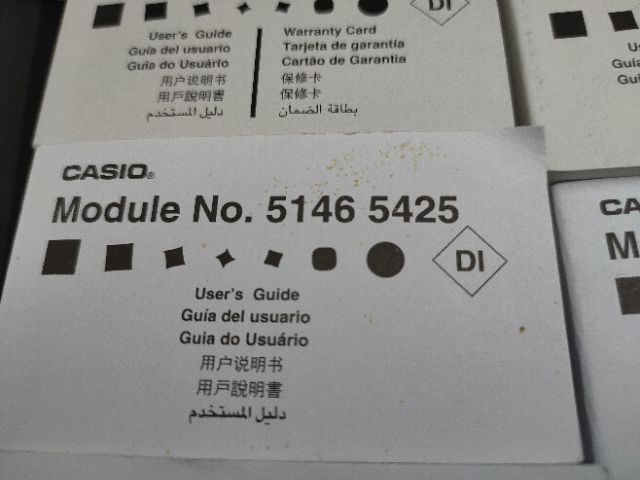 DI
User's Guide
Guía del usuario
Guia do Usuário
用户说明书
用戶說明書
دليل المستخدم
Warranty Card
Tarjeta de garantía
Cartão de Garantia
保修卡
保修卡
بطاقة الضمان
CASIO®
Module No. 5146 5425
DI
User's Guide
Guía del usuario
Guia do Usuário
用户说明书
用戶說明書
دليل المستخدم